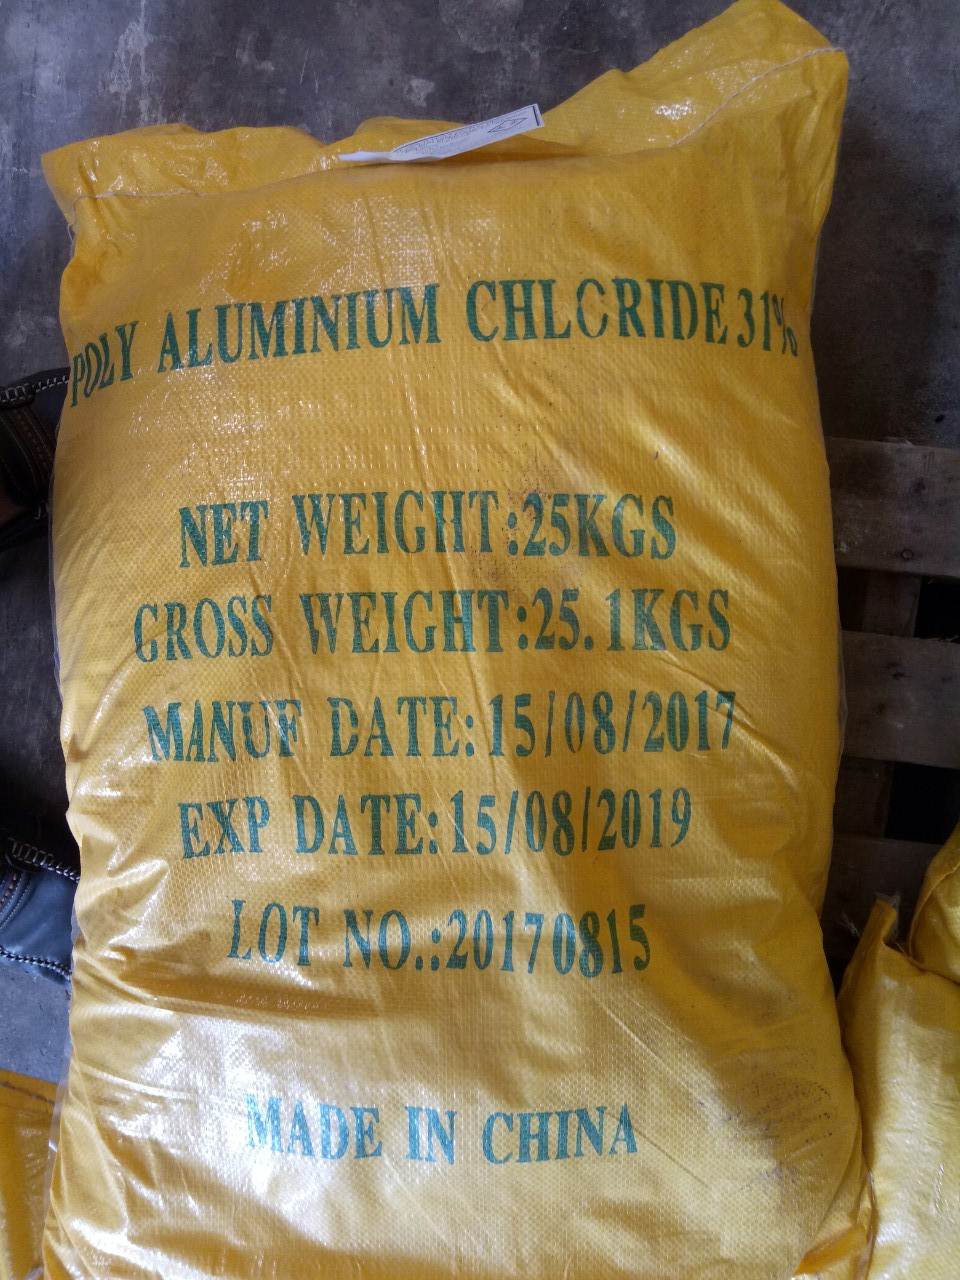 POLY ALUMINIUM CHLORIDE 31%
NET WEIGHT:25KGS
GROSS WEIGHT:25.1KGS
MANUF DATE:15/08/2017
EXP DATE:15/08/2019
LOT NO.:20170815
MADE IN CHINA